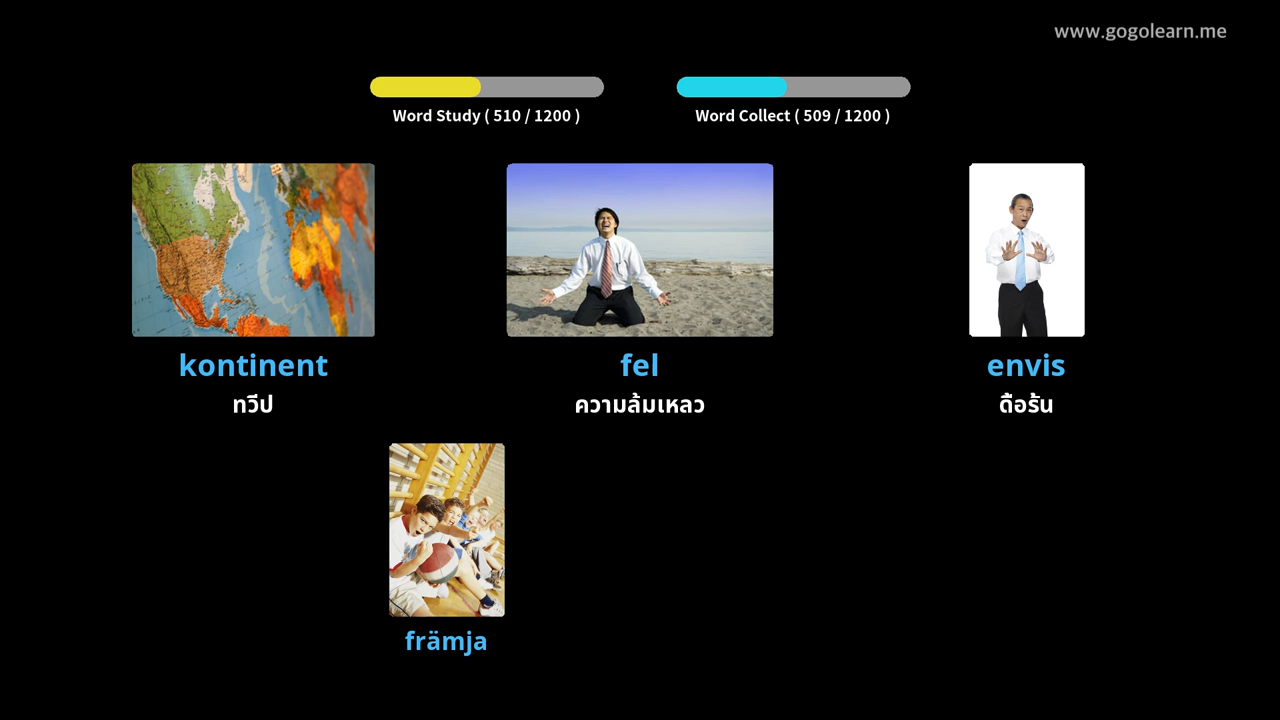 www.gogolearn.me
Word Study ( 510 / 1200 )
Word Collect ( 509 / 1200 )
kontinent
ทวีป
fel
ความล้มเหลว
envis
ดื้อรั้น
främja